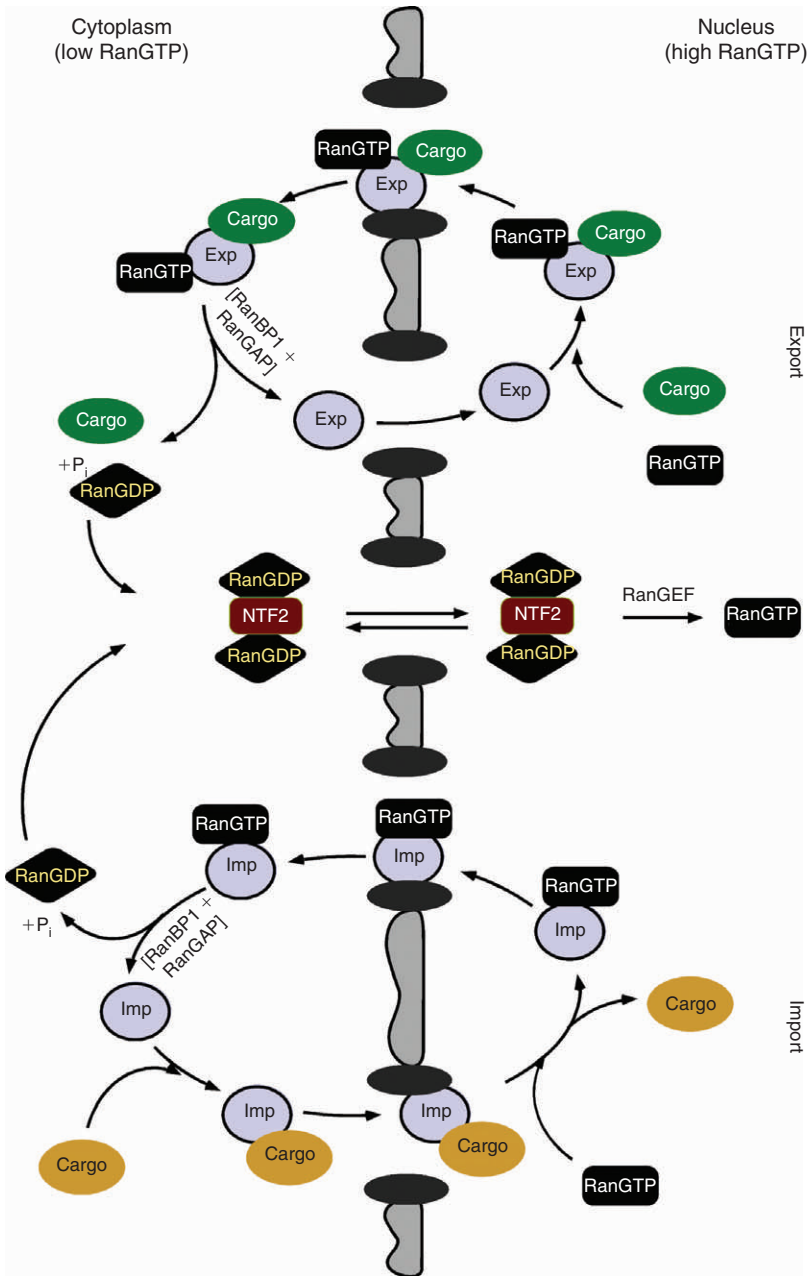 Cytoplasm
(low RanGTP)
Nucleus
(high RanGTP)
RanGTP
Cargo
Exp
Cargo
RanGTP
Exp
RanGTP
Cargo
Exp
[RanBP1 +
RanGAP]
Export
Exp
Exp
Cargo
Cargo
+Pi
RanGDP
RanGTP
RanGDP
NTF2
RanGDP
RanGDP
NTF2
RanGDP
RanGEF
RanGTP
RanGTP
Imp
RanGTP
Imp
RanGTP
Imp
RanGDP
+Pi
[RanBP1 +
RanGAP]
Imp
Cargo
Import
Imp
Cargo
Imp
Cargo
Cargo
RanGTP